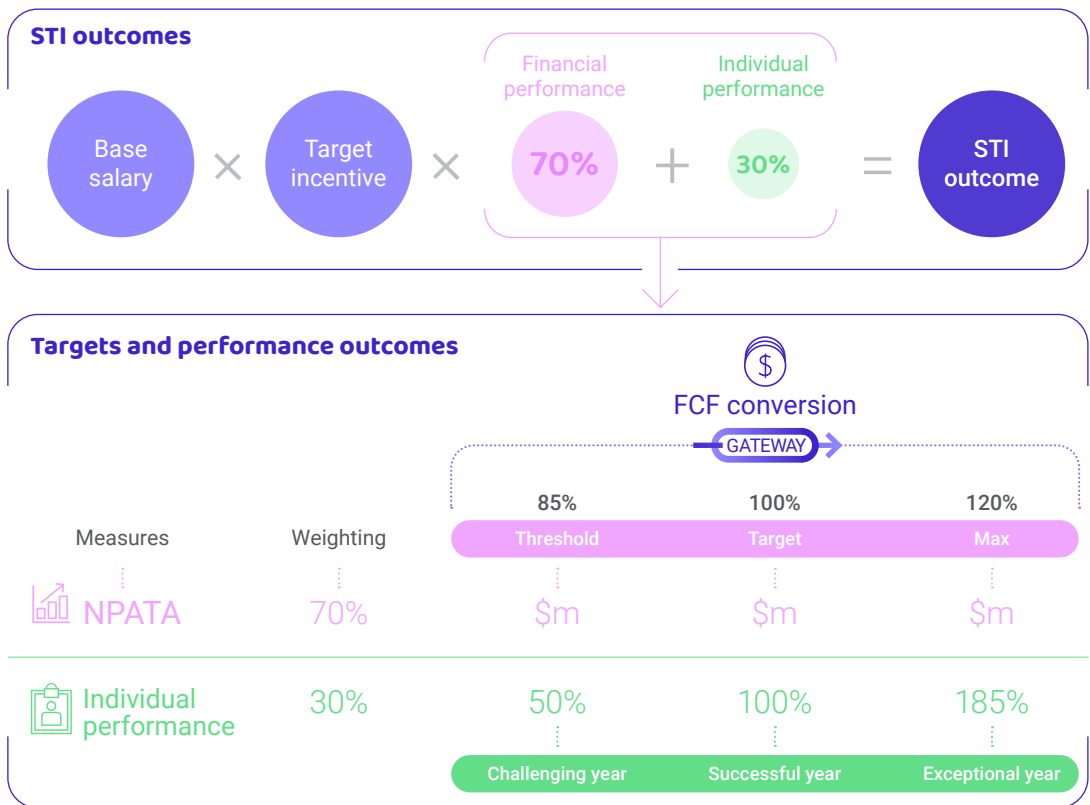 STI outcomes
Financial
performance
Individual
performance
Base
salary
×
Target
incentive
×
70%
+
30%
=
STI
outcome
Targets and performance outcomes
$
FCF conversion
GATEWAY
85%
100%
120%
Measures
Weighting
Threshold
Target
Max
NPATA
70%
$m
$m
$m
Individual
performance
30%
50%
100%
185%
Challenging year
Successful year
Exceptional year